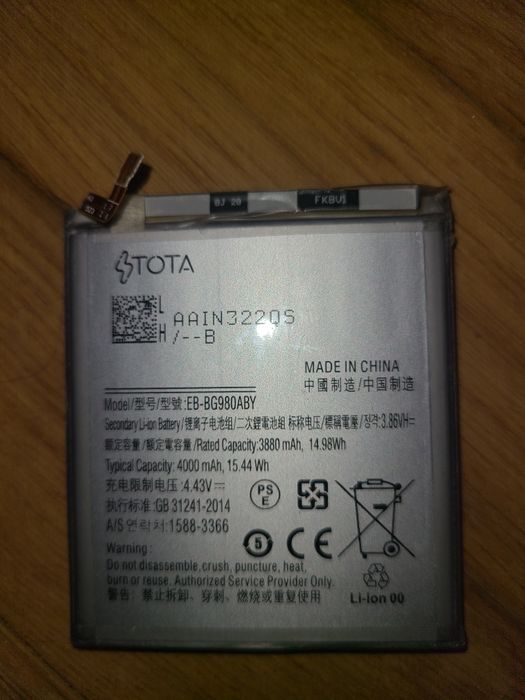 BJ 20
FKBV1
TOTA
AAIN3220S
L
H
/--B
MADE IN CHINA
中國制造/中国制造
Model/型号/型號:EB-BG980ABY
Secondary Li-ion Battery/锂离子电池组/二次鋰電池組 标称电压/標稱電壓/정격:3.86VH
额定容量/額定電容量/Rated Capacity:3880 mAh, 14.98Wh
Typical Capacity: 4000 mAh, 15.44 Wh
充电限制电压:4.43V
执行标准:GB 31241-2014
A/S 연락처:1588-3366
PS
E
5
CE
Warning:
Do not disassemble,crush, puncture, heat,
burn or reuse. Authorized Service Provider Only.
警告: 禁止拆卸、穿刺、燃烧或重复使用
Li-Ion 00